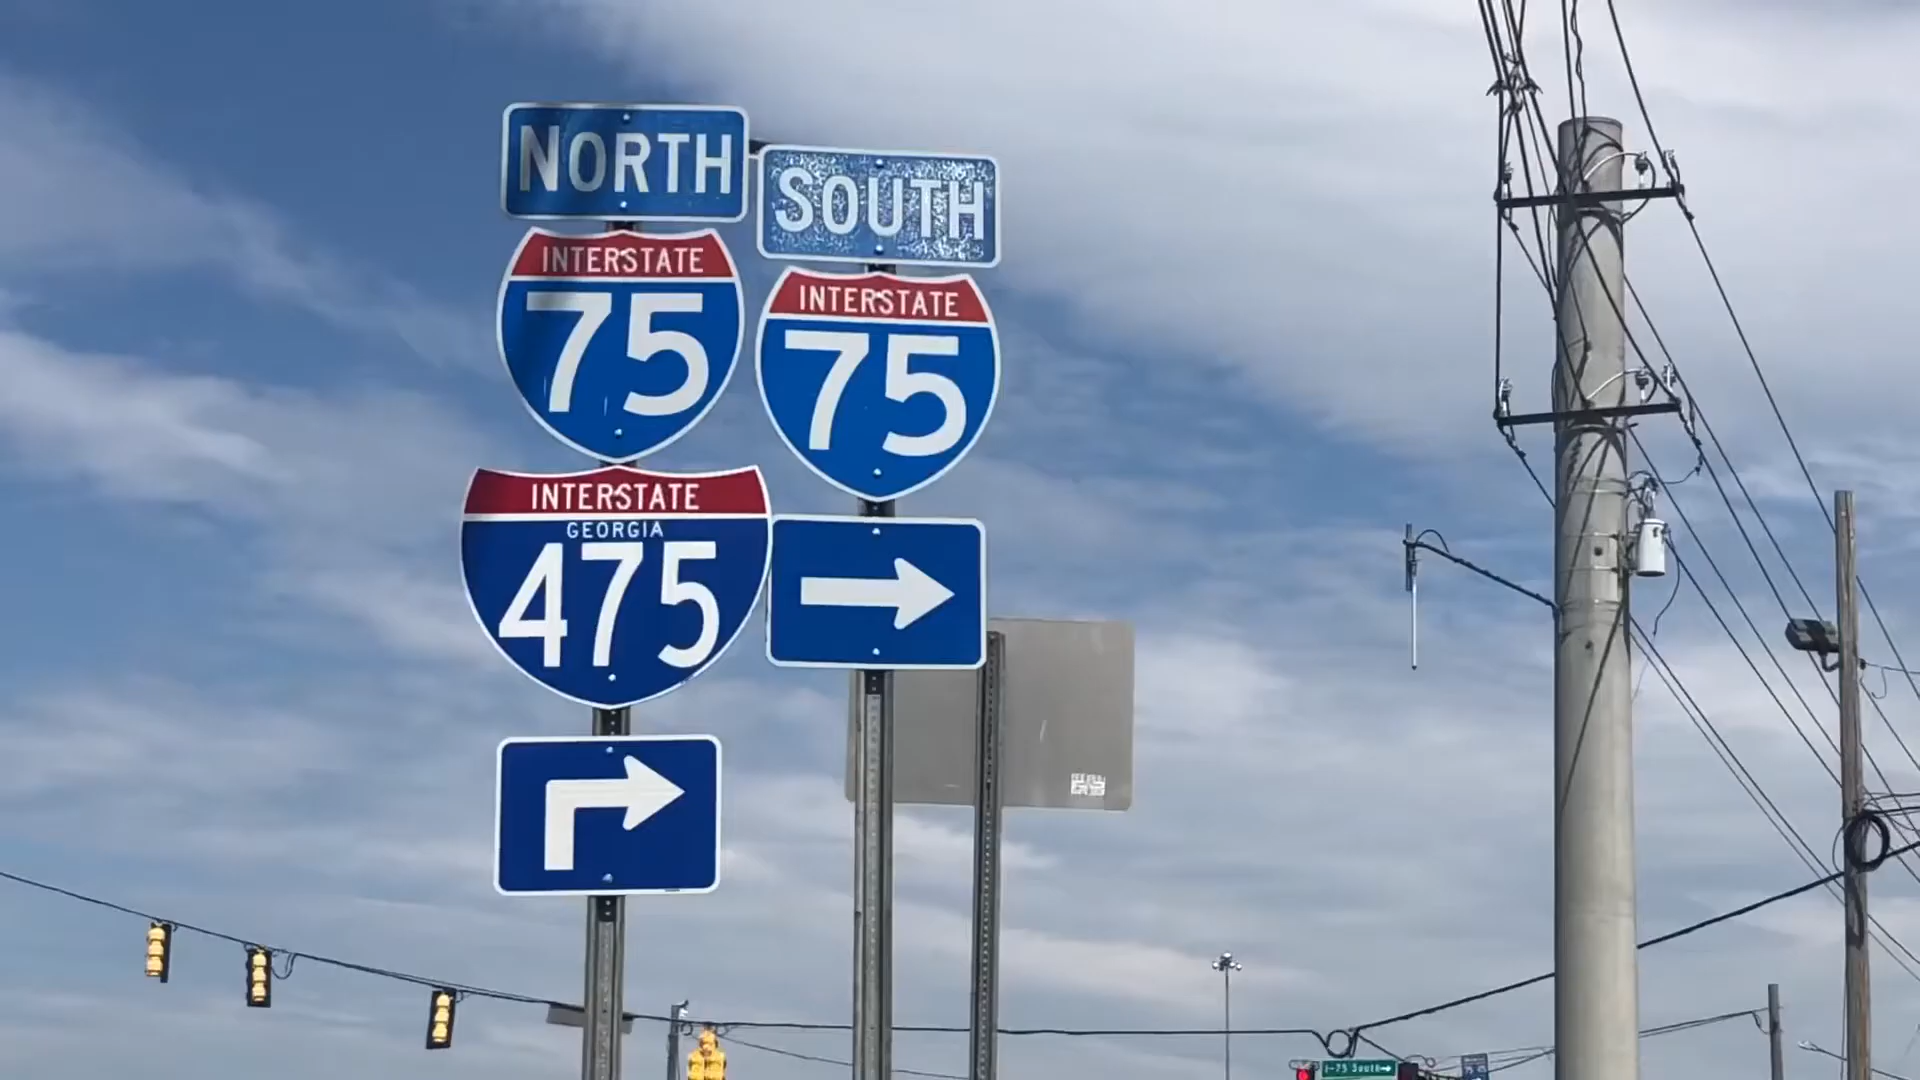 NORTH
INTERSTATE
75
INTERSTATE
GEORGIA
475
SOUTH
INTERSTATE
75
I-75 South